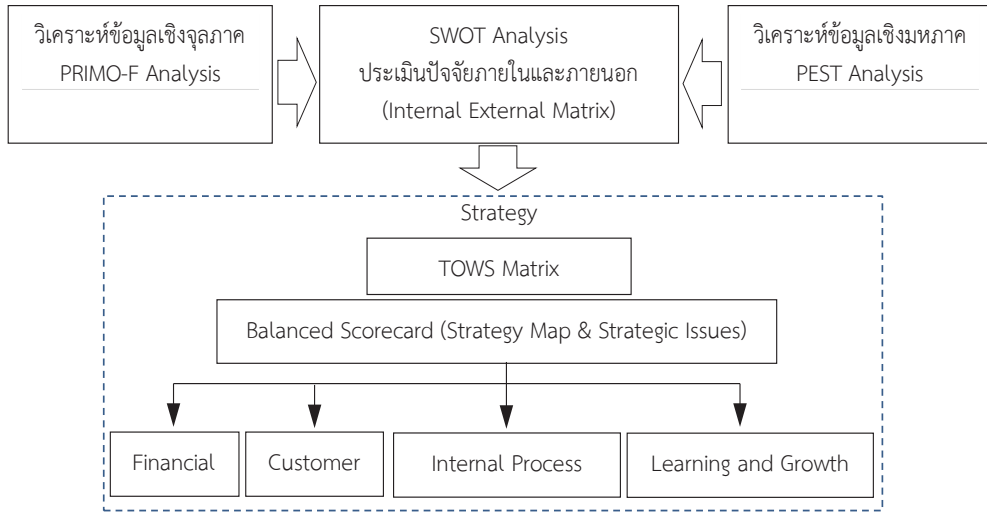 วิเคราะห์ข้อมูลเชิงจุลภาค
PRIMO-F Analysis
SWOT Analysis
ประเมินปัจจัยภายในและภายนอก
(Internal External Matrix)
วิเคราะห์ข้อมูลเชิงมหภาค
PEST Analysis
Strategy
TOWS Matrix
Balanced Scorecard (Strategy Map & Strategic Issues)
Financial
Customer
Internal Process
Learning and Growth